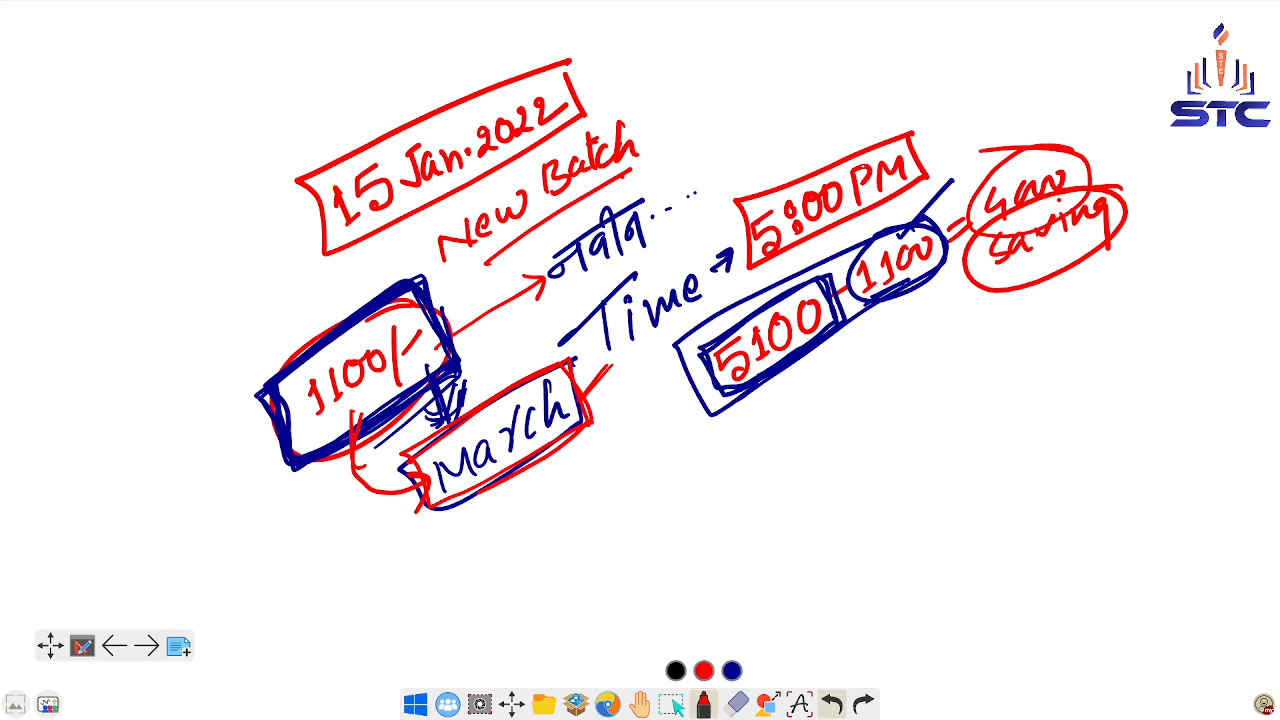 STC
15 Jan. 2022
New Batch
नवीन.....
Time → 5:00 PM
5100 - 1100 = 4000
saving
1100/-
March